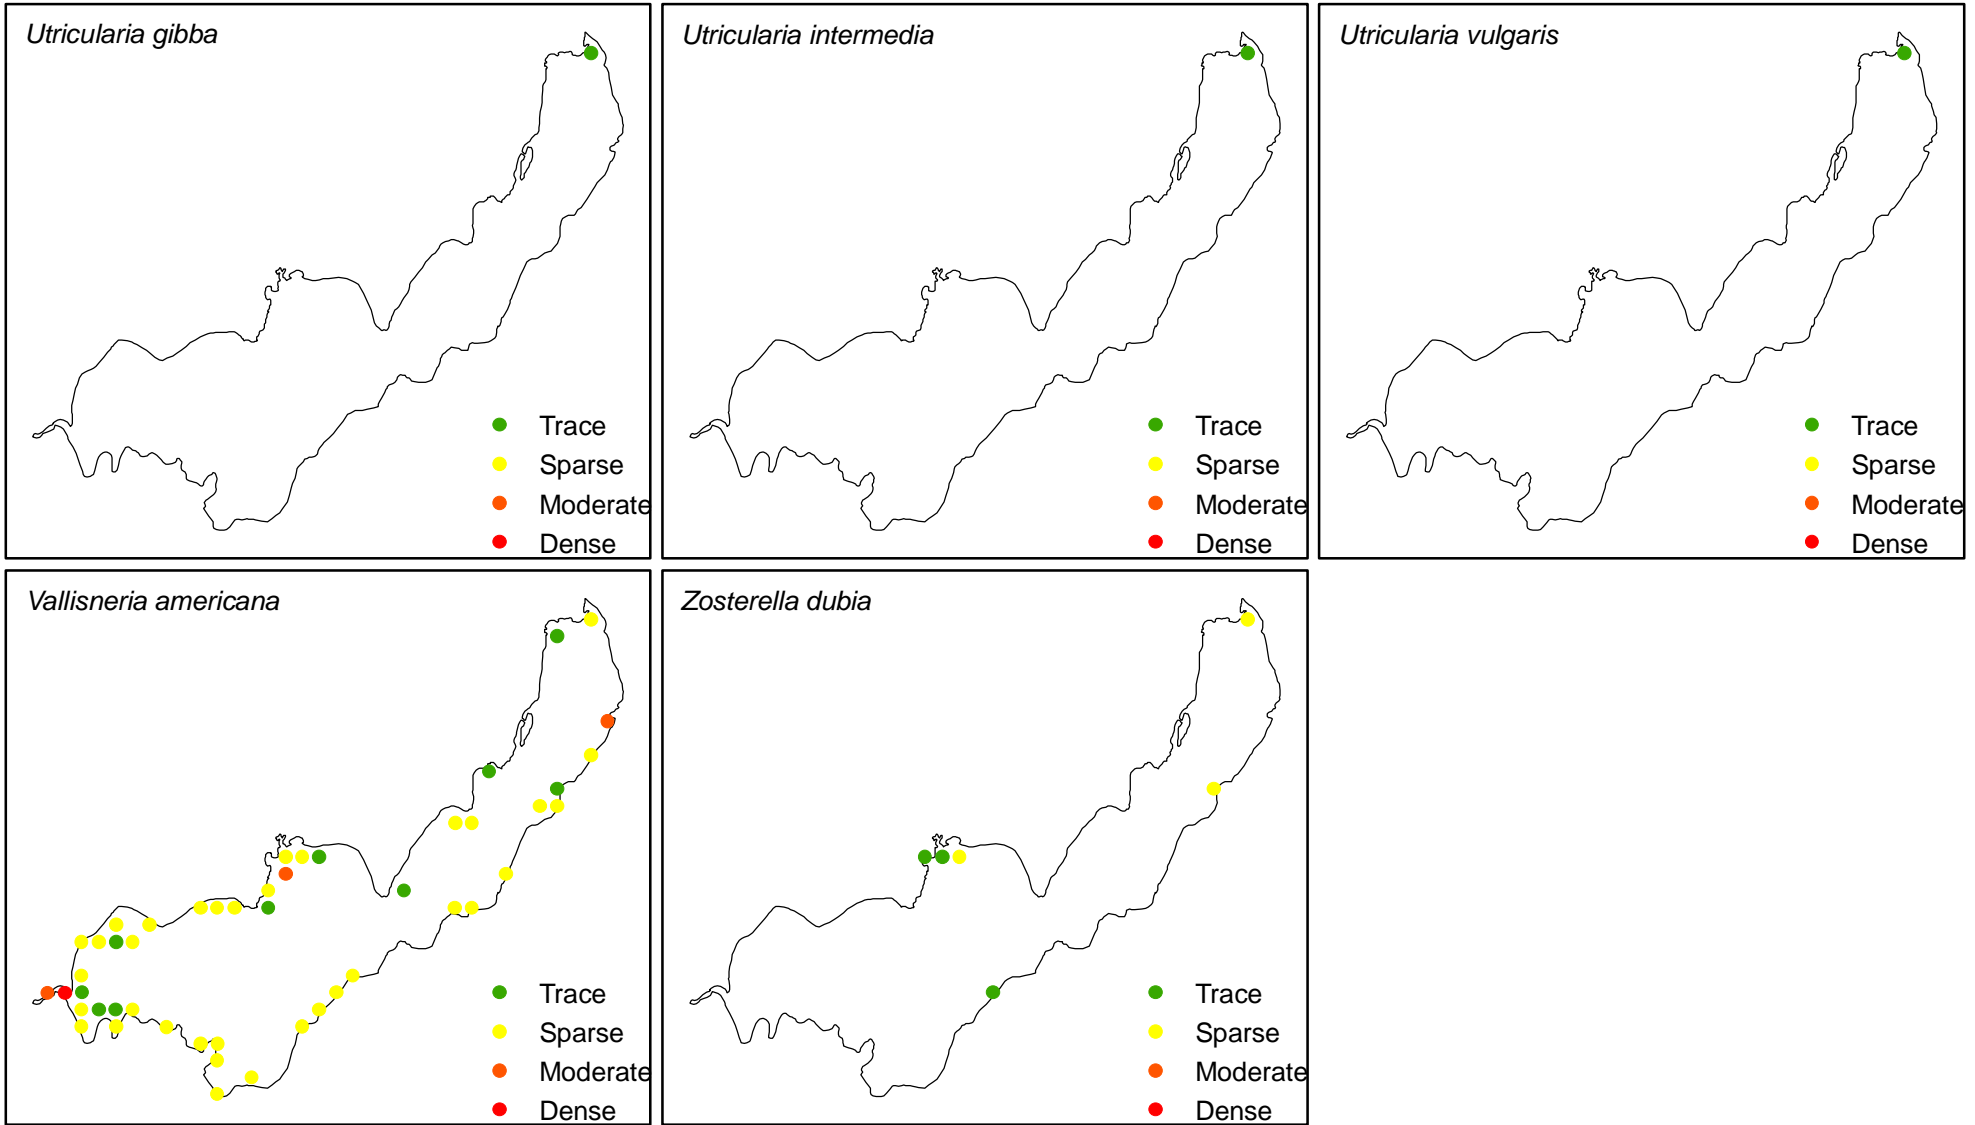 Utricularia gibba
Trace
Sparse
Moderate
Dense
Utricularia intermedia
Trace
Sparse
Moderate
Dense
Utricularia vulgaris
Trace
Sparse
Moderate
Dense
Vallisneria americana
Trace
Sparse
Moderate
Dense
Zosterella dubia
Trace
Sparse
Moderate
Dense